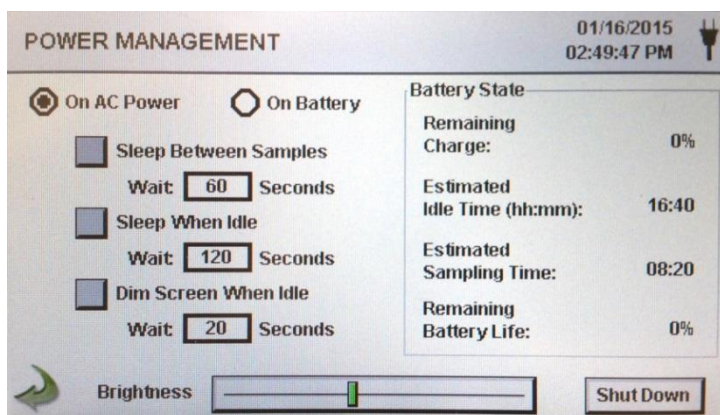 POWER MANAGEMENT
01/16/2015
02:49:47 PM
On AC Power
On Battery
Sleep Between Samples
Wait: 60 Seconds
Sleep When Idle
Wait: 120 Seconds
Dim Screen When Idle
Wait: 20 Seconds
Battery State
Remaining
Charge: 0%
Estimated
Idle Time (hh:mm): 16:40
Estimated
Sampling Time: 08:20
Remaining
Battery Life: 0%
Brightness
Shut Down